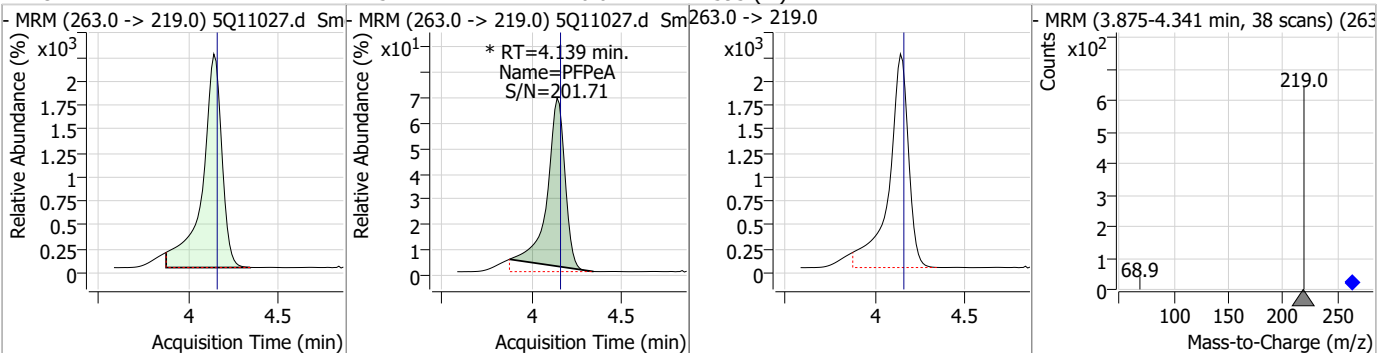 - MRM (263.0 -> 219.0) 5Q11027.d Sm
Relative Abundance (%)
x10³
2
1.75
1.5
1.25
1
0.75
0.5
0.25
0
4
4.5
Acquisition Time (min)
- MRM (263.0 -> 219.0) 5Q11027.d Sm
Relative Abundance (%)
x10¹
* RT=4.139 min.
Name=PFPeA
S/N=201.71
7
6
5
4
3
2
1
0
4
4.5
Acquisition Time (min)
263.0 -> 219.0
x10³
2
1.75
1.5
1.25
1
0.75
0.5
0.25
0
4
4.5
Acquisition Time (min)
- MRM (3.875-4.341 min, 38 scans) (263
Counts
x10²
219.0
6
5
4
3
2
1
0
68.9
100
150
200
250
Mass-to-Charge (m/z)